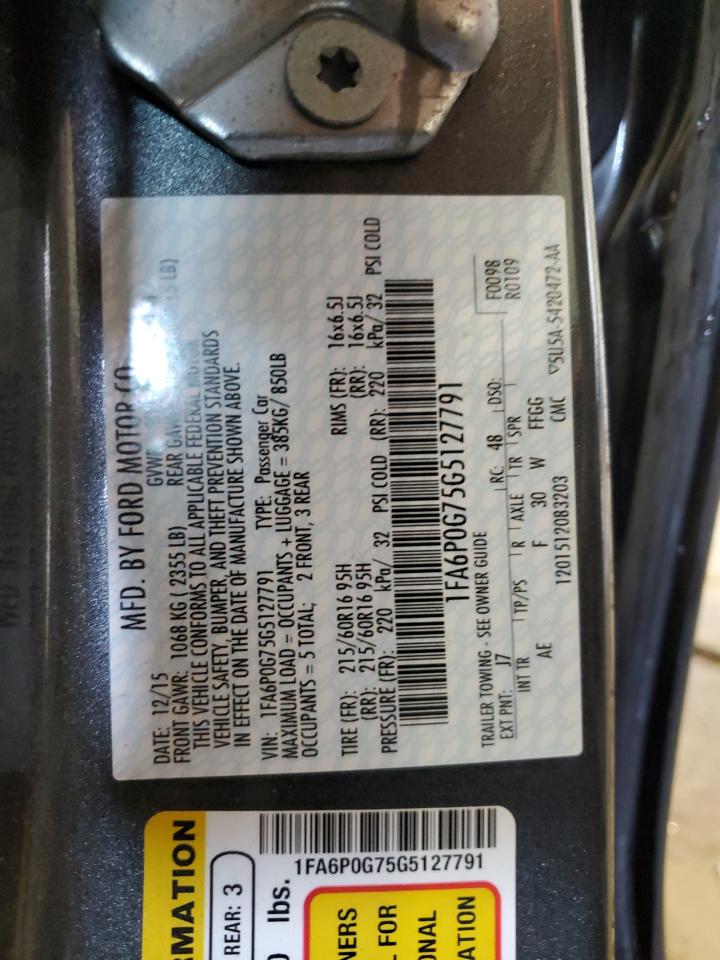 MFD. BY FORD MOTOR CO.
DATE: 12/15 GVWR
FRONT GAWR: 1068 KG ( 2355 LB) REAR GAWR LB)
THIS VEHICLE CONFORMS TO ALL APPLICABLE FEDERAL MOTOR
VEHICLE SAFETY, BUMPER, AND THEFT PREVENTION STANDARDS
IN EFFECT ON THE DATE OF MANUFACTURE SHOWN ABOVE.
VIN: 1FA6P0G75G5127791 TYPE: Passenger Car
MAXIMUM LOAD = OCCUPANTS + LUGGAGE = 385KG/ 850LB
OCCUPANTS = 5 TOTAL; 2 FRONT, 3 REAR
TIRE (FR): 215/60R16 95H RIMS (FR): 16x6.5J
(RR): 215/60R16 95H (RR): 16x6.5J
PRESSURE (FR): 220 kPa/ 32 PSI COLD (RR): 220 kPa/ 32 PSI COLD
1FA6P0G75G5127791
TRAILER TOWING - SEE OWNER GUIDE
EXT PNT: J7 RC: 48 DSO: F0098
R0109
INT TR TP/PS R AXLE TR SPR
AE F 30 W FFGG
1201512083203 CMC ▽5U5A-5420472-AA
RMATION
REAR: 3
lbs.
1FA6P0G75G5127791
NERS
L FOR
ONAL
ATION